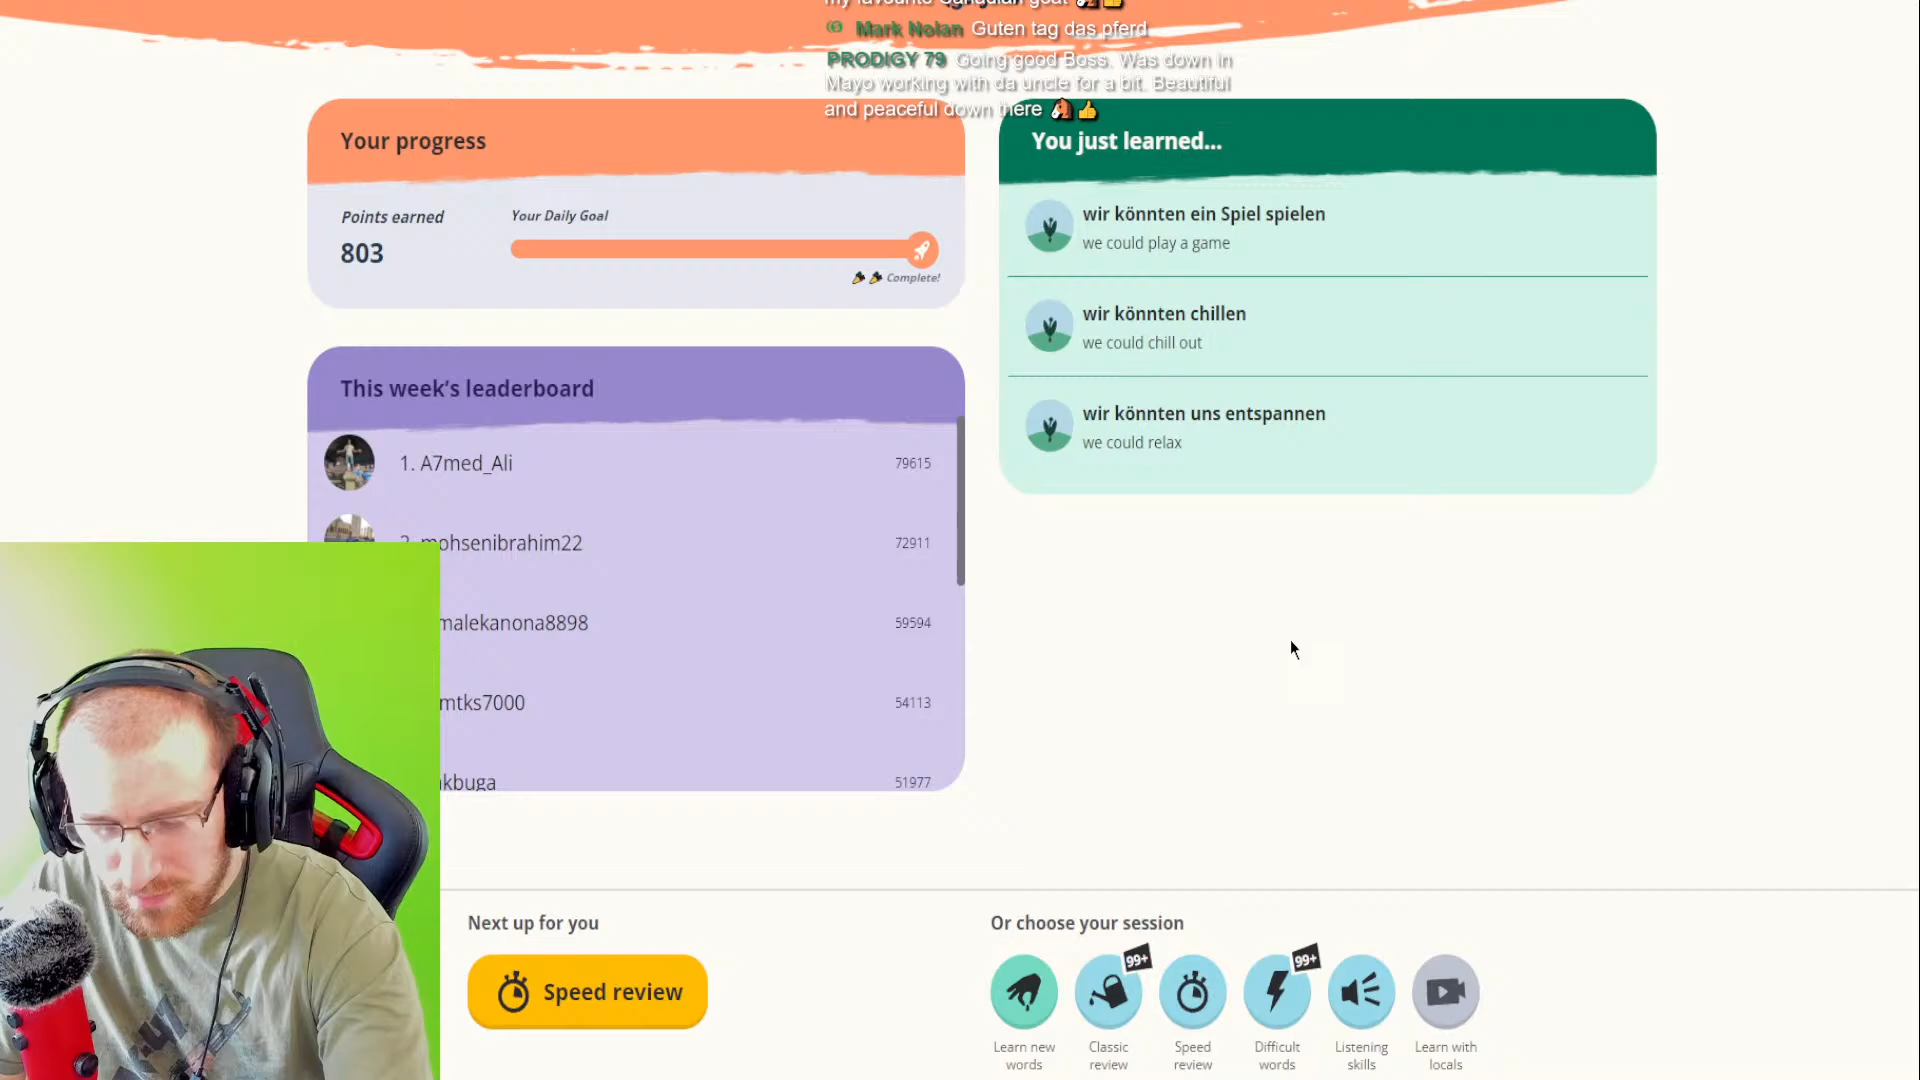 my favourite Canadian goat
Mark Nolan Guten tag das pferd
PRODIGY 79 Going good Boss. Was down in
Mayo working with da uncle for a bit. Beautiful
and peaceful down there
Your progress
Points earned
803
Your Daily Goal
Complete!
This week's leaderboard
1. A7med_Ali 79615
2. mohsenibrahim22 72911
malekanona8898 59594
mtks7000 54113
kbuga 51977
You just learned...
wir könnten ein Spiel spielen
we could play a game
wir könnten chillen
we could chill out
wir könnten uns entspannen
we could relax
Next up for you
Speed review
Or choose your session
99+
99+
Learn new
words
Classic
review
Speed
review
Difficult
words
Listening
skills
Learn with
locals